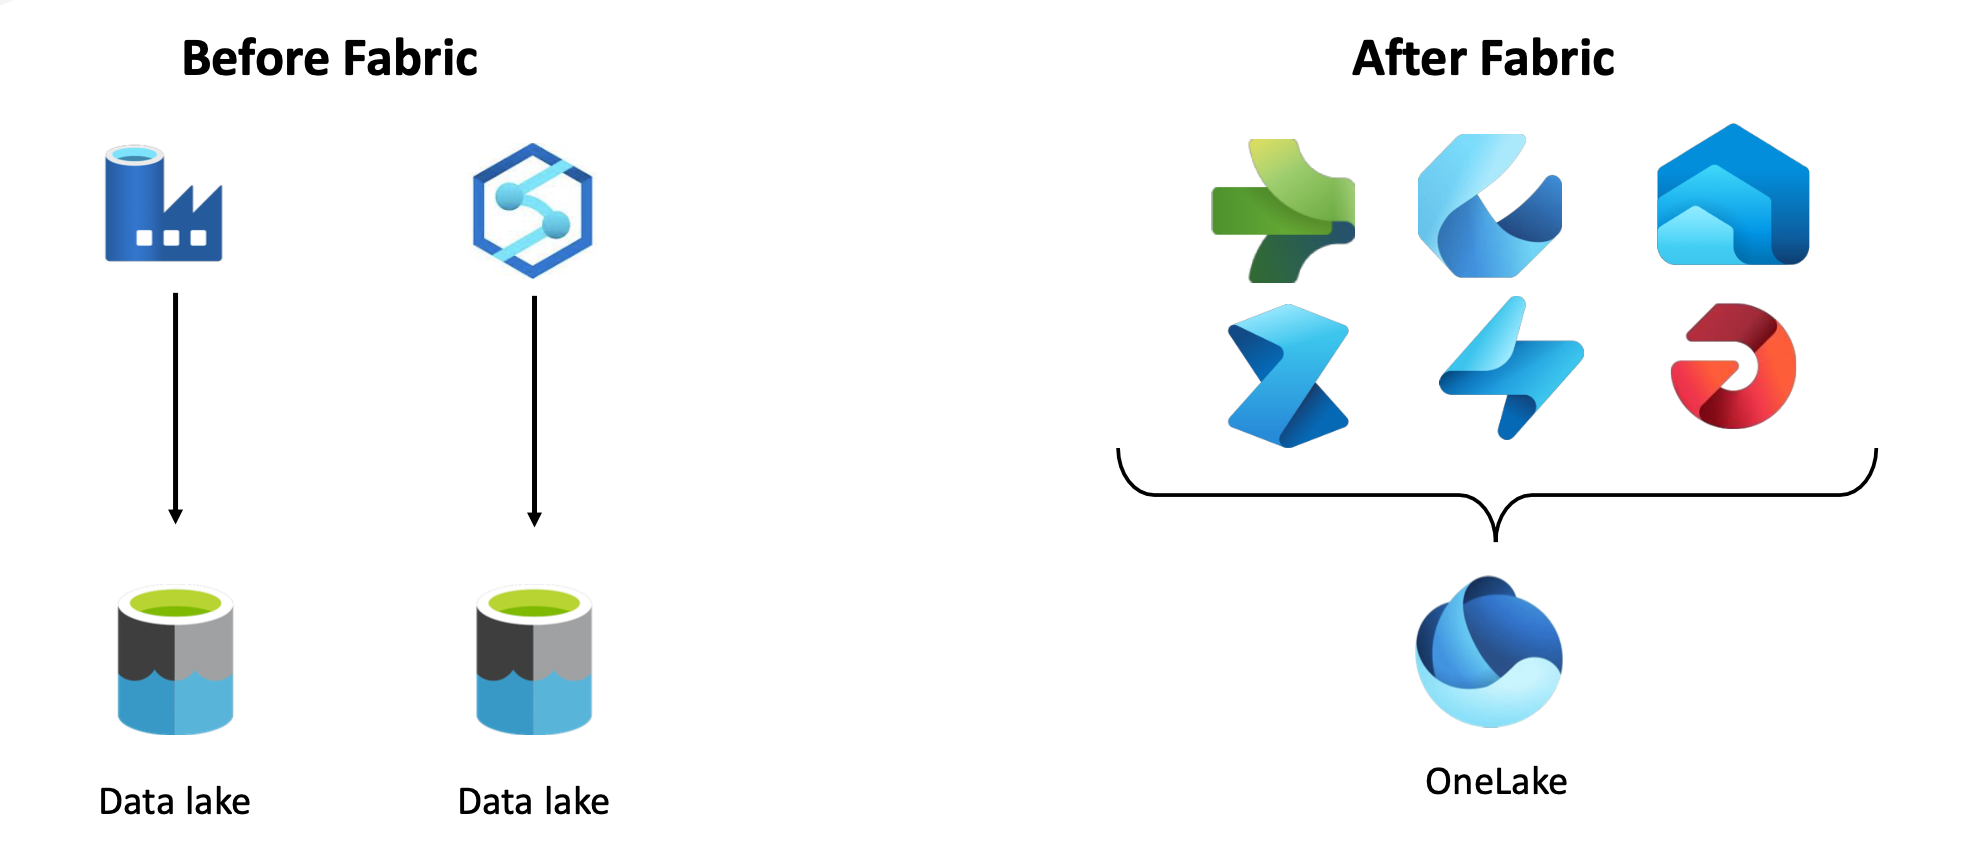 Before Fabric
After Fabric
Data lake
Data lake
OneLake